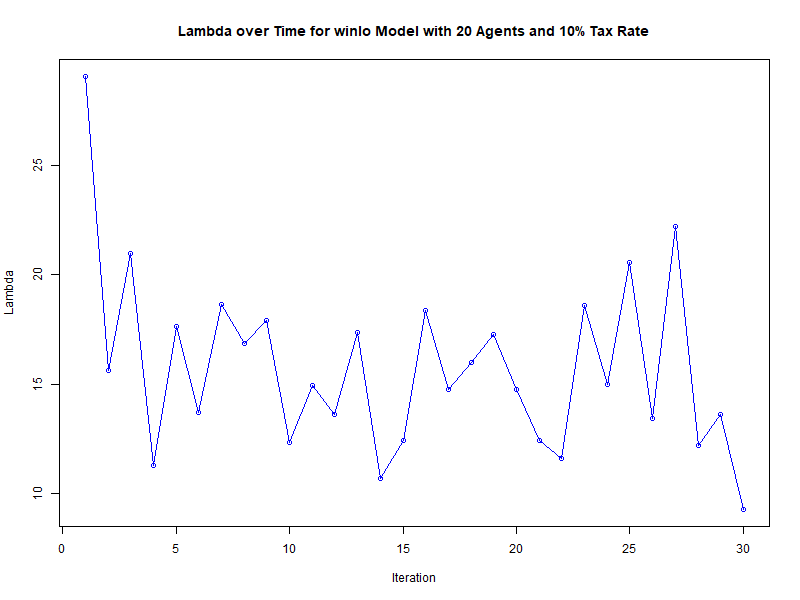 Lambda over Time for winlo Model with 20 Agents and 10% Tax Rate
Lambda
25
20
15
10
0 5 10 15 20 25 30
Iteration